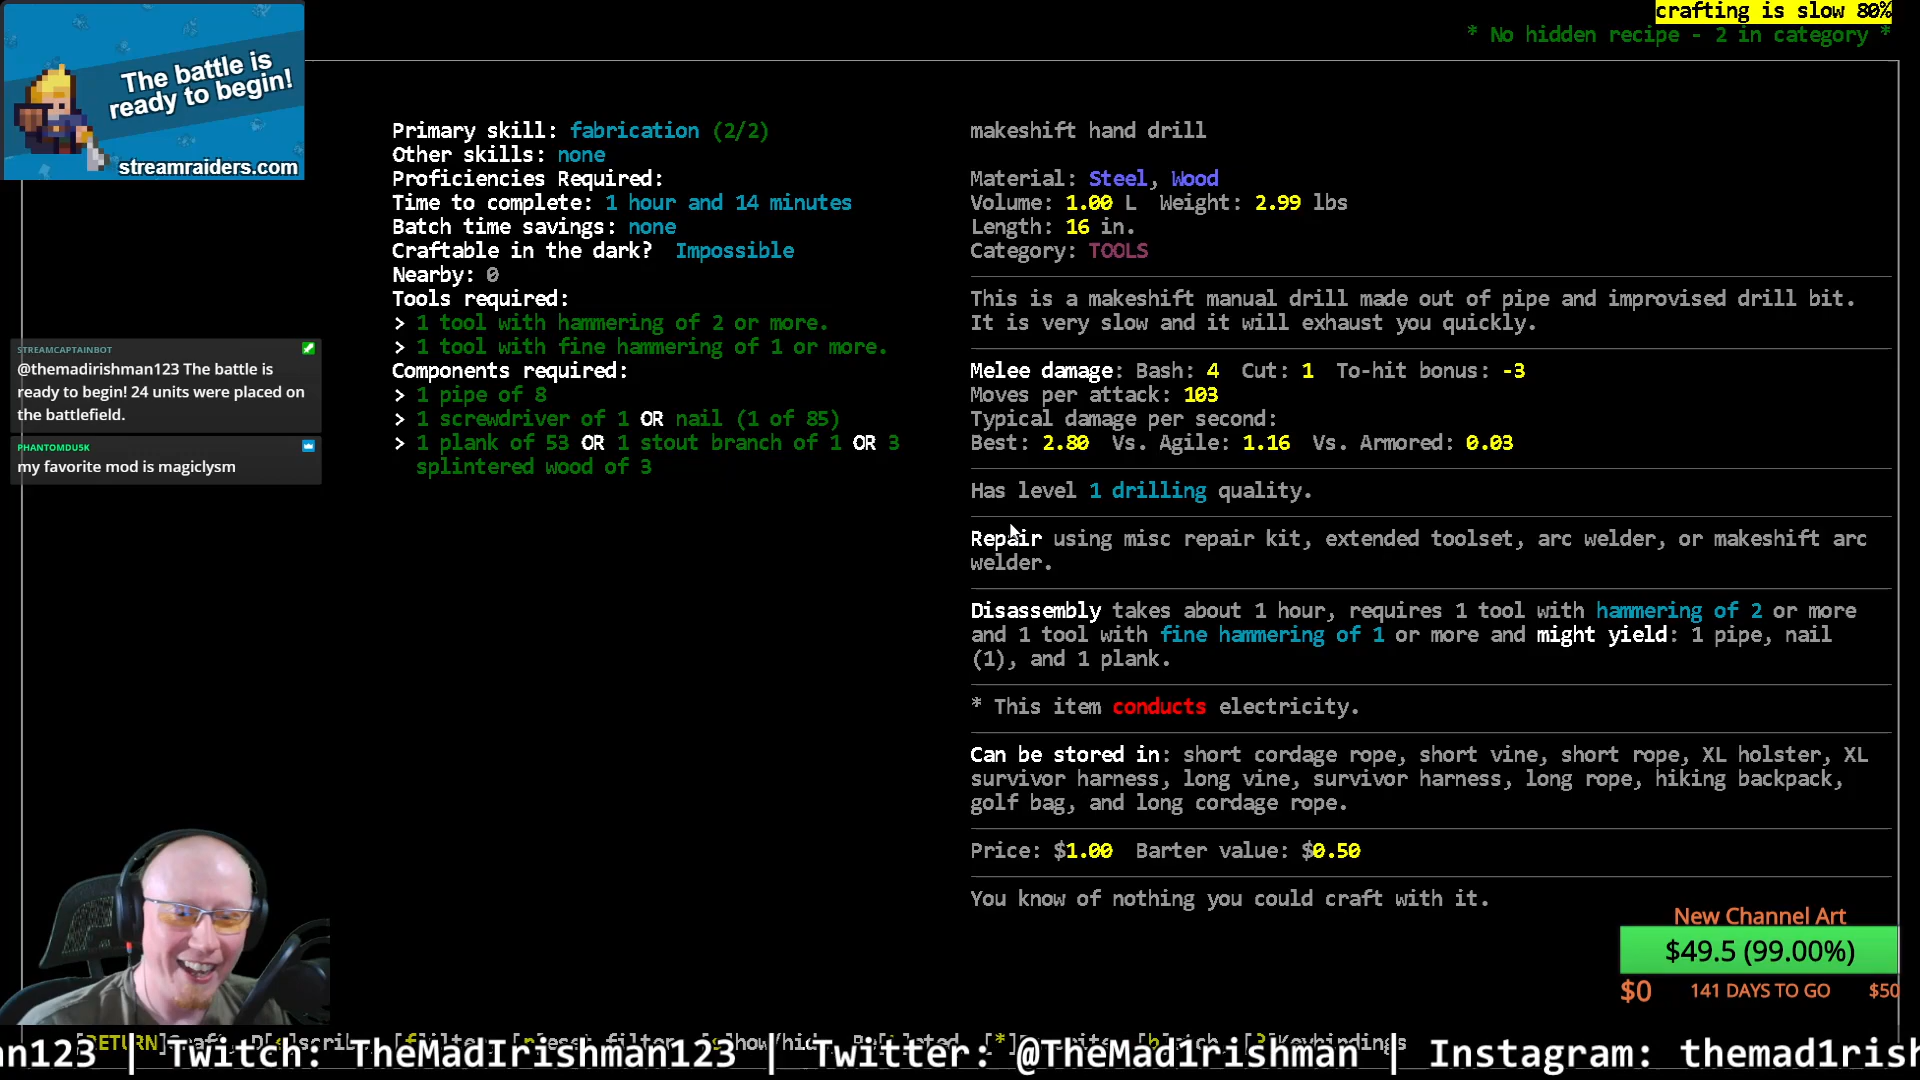 crafting is slow 80%
* No hidden recipe - 2 in category *
The battle is
ready to begin!
streamraiders.com
Primary skill: fabrication (2/2)
Other skills: none
Proficiencies Required:
Time to complete: 1 hour and 14 minutes
Batch time savings: none
Craftable in the dark? Impossible
Nearby: 0
Tools required:
> 1 tool with hammering of 2 or more.
> 1 tool with fine hammering of 1 or more.
Components required:
> 1 pipe of 8
> 1 screwdriver of 1 OR nail (1 of 85)
> 1 plank of 53 OR 1 stout branch of 1 OR 3
splintered wood of 3
makeshift hand drill
Material: Steel, Wood
Volume: 1.00 L Weight: 2.99 lbs
Length: 16 in.
Category: TOOLS
This is a makeshift manual drill made out of pipe and improvised drill bit.
It is very slow and it will exhaust you quickly.
Melee damage: Bash: 4 Cut: 1 To-hit bonus: -3
Moves per attack: 103
Typical damage per second:
Best: 2.80 Vs. Agile: 1.16 Vs. Armored: 0.03
Has level 1 drilling quality.
Repair using misc repair kit, extended toolset, arc welder, or makeshift arc
welder.
Disassembly takes about 1 hour, requires 1 tool with hammering of 2 or more
and 1 tool with fine hammering of 1 or more and might yield: 1 pipe, nail
(1), and 1 plank.
* This item conducts electricity.
Can be stored in: short cordage rope, short vine, short rope, XL holster, XL
survivor harness, long vine, survivor harness, long rope, hiking backpack,
golf bag, and long cordage rope.
Price: $1.00 Barter value: $0.50
You know of nothing you could craft with it.
STREAMCAPTAINBOT
@themadirishman123 The battle is
ready to begin! 24 units were placed on
the battlefield.
PHANTOMDU5K
my favorite mod is magiclysm
New Channel Art
$49.5 (99.00%)
$0 141 DAYS TO GO $50
an123 | Twitch: TheMadIrishman123 | Twitter: @TheMad1rishman | Instagram: themad1rish